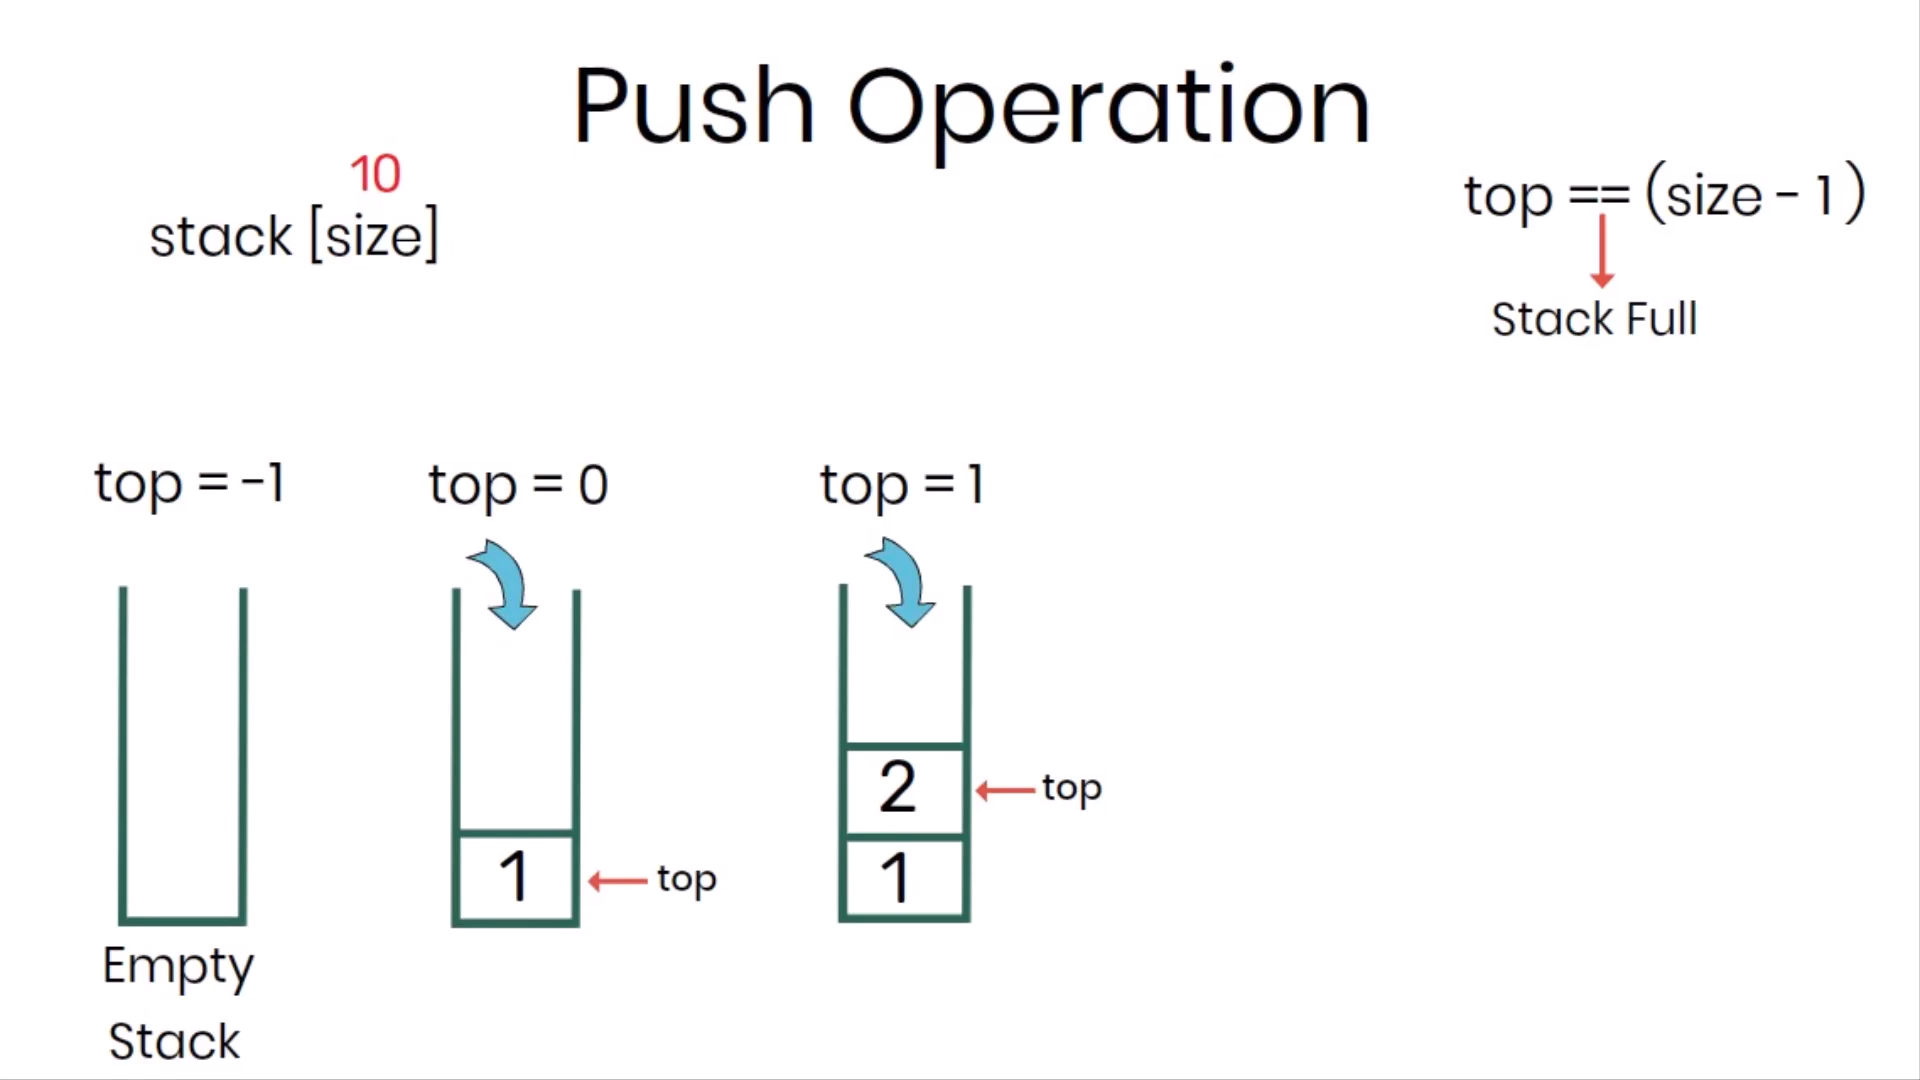 Push Operation
10
stack [size]
top == (size - 1)
Stack Full
top = -1
top = 0
top = 1
2
top
1
top
1
Empty
Stack